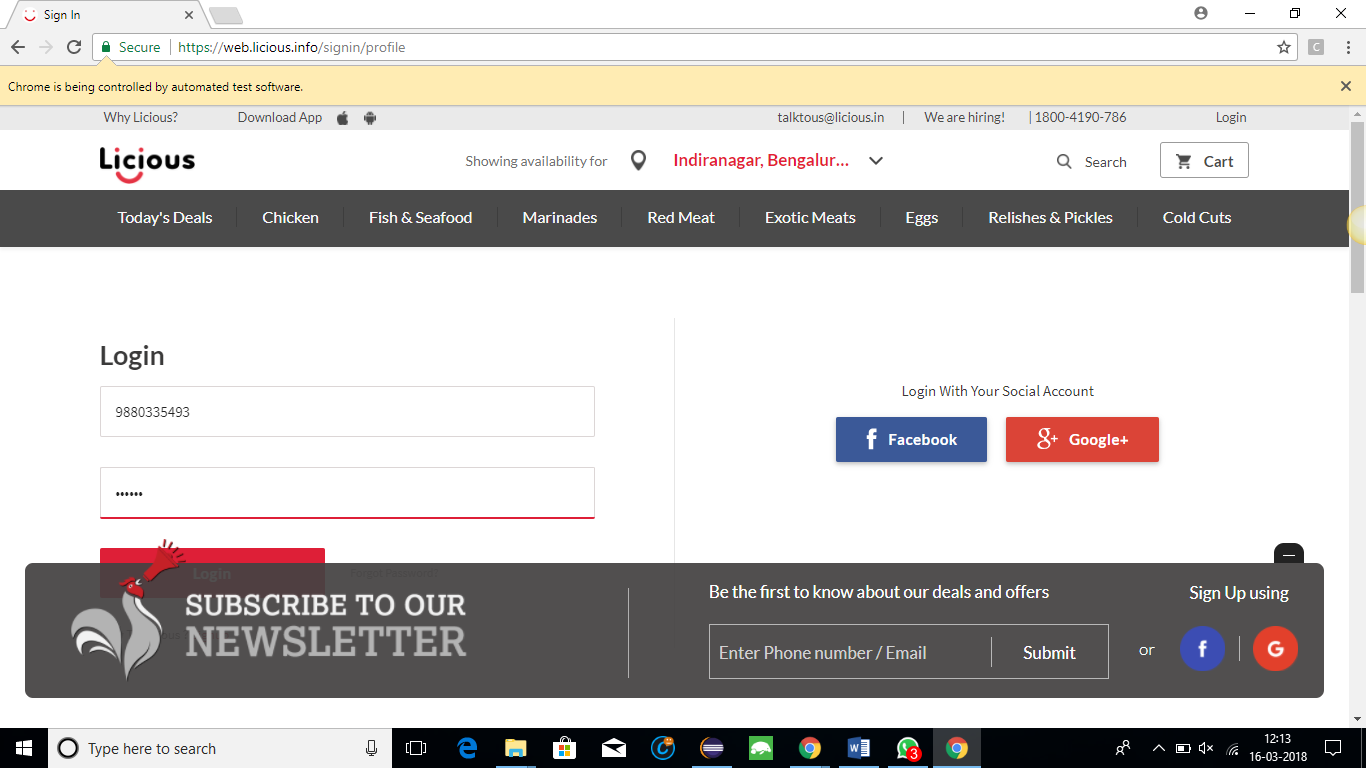 Sign In
Secure https://web.licious.info/signin/profile
C
Chrome is being controlled by automated test software.
Why Licious? Download App talktous@licious.in | We are hiring! | 1800-4190-786 Login
Licious Showing availability for Indiranagar, Bengalur... Search Cart
Today's Deals Chicken Fish & Seafood Marinades Red Meat Exotic Meats Eggs Relishes & Pickles Cold Cuts
Login
9880335493
••••••
Login With Your Social Account
f Facebook g+ Google+
Login Forgot Password?
SUBSCRIBE TO OUR
NEWSLETTER
Be the first to know about our deals and offers
Enter Phone number / Email Submit
or
Sign Up using
f | G
Type here to search
3
12:13
16-03-2018